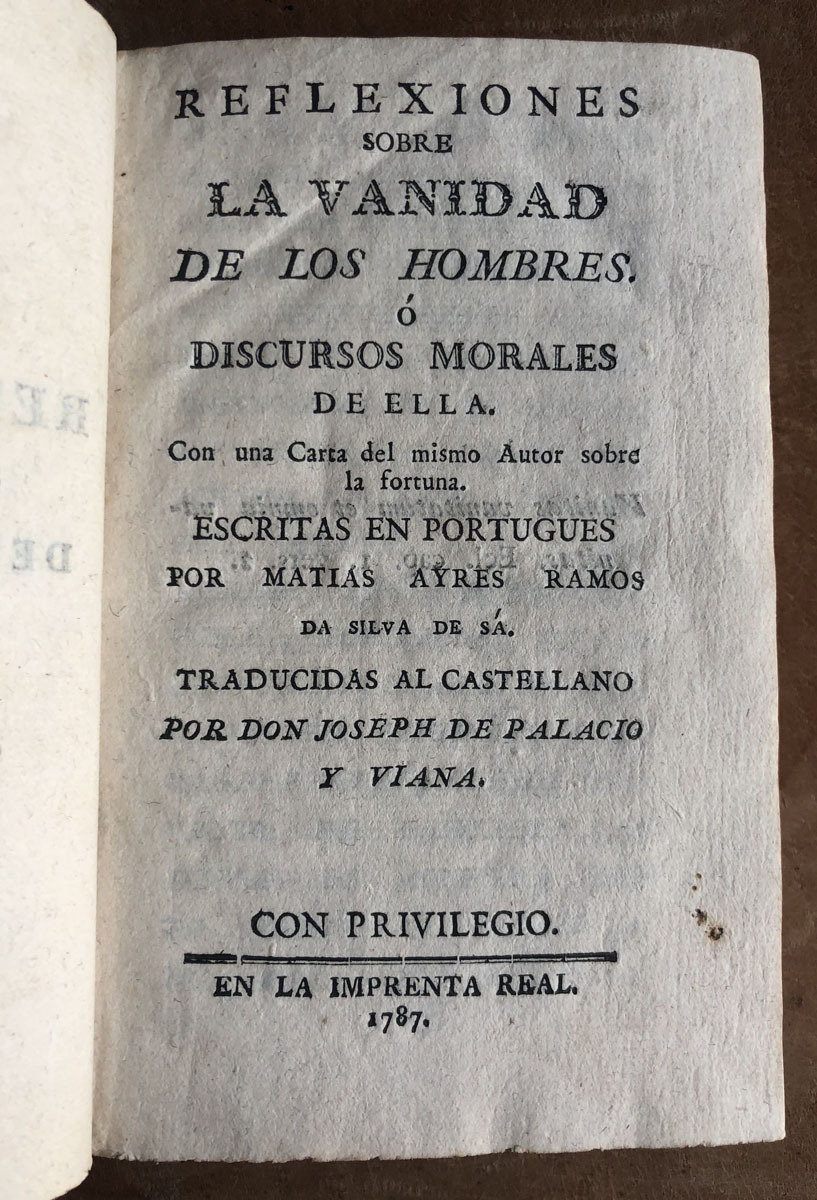 REFLEXIONES
SOBRE
LA VANIDAD
DE LOS HOMBRES.
ó
DISCURSOS MORALES
DE ELLA.
Con una Carta del mismo Autor sobre
la fortuna.
ESCRITAS EN PORTUGUES
POR MATIAS AYRES RAMOS
DA SILVA DE SÁ.
TRADUCIDAS AL CASTELLANO
POR DON JOSEPH DE PALACIO
Y VIANA.
CON PRIVILEGIO.
EN LA IMPRENTA REAL.
1787.